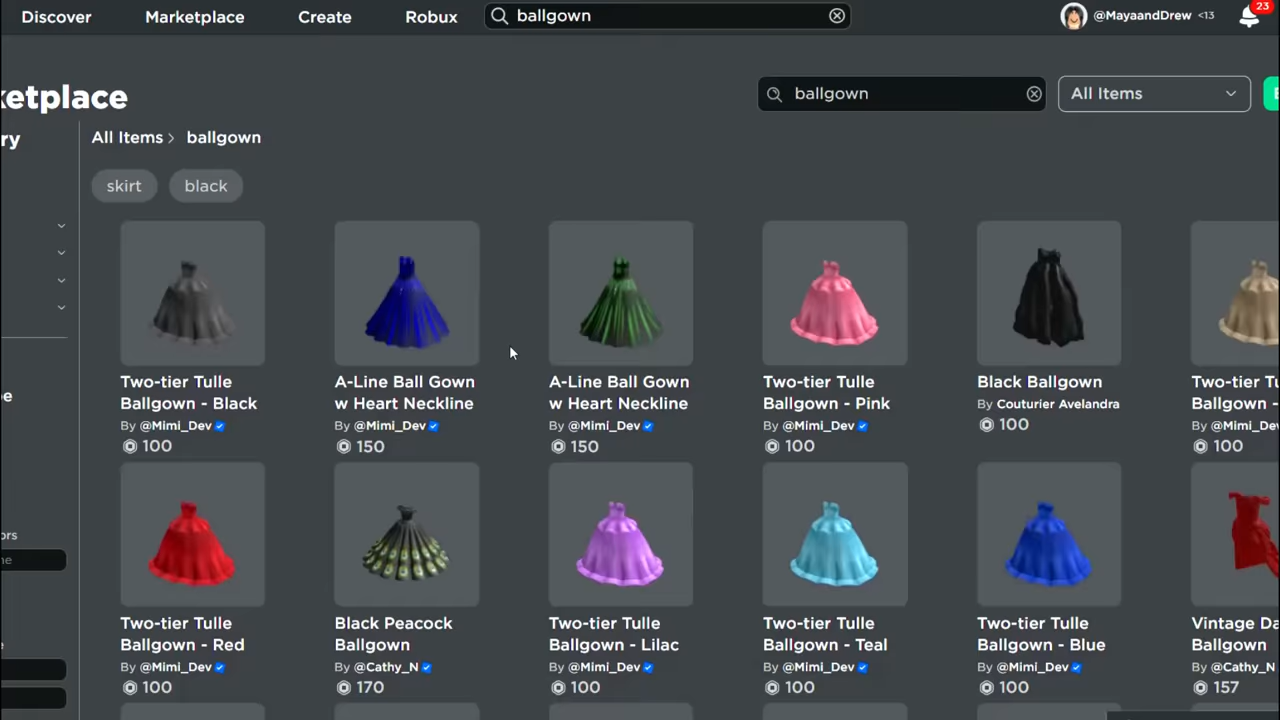 Discover Marketplace Create Robux ballgown @MayaandDrew <13 23
etplace ballgown All Items
ry All Items > ballgown
skirt black
Two-tier Tulle Ballgown - Black
By @Mimi_Dev
100
A-Line Ball Gown w Heart Neckline
By @Mimi_Dev
150
A-Line Ball Gown w Heart Neckline
By @Mimi_Dev
150
Two-tier Tulle Ballgown - Pink
By @Mimi_Dev
100
Black Ballgown
By Couturier Avelandra
100
Two-tier Tu
Ballgown -
By @Mimi_Dev
100
e
ors
ne
e
Two-tier Tulle Ballgown - Red
By @Mimi_Dev
100
Black Peacock Ballgown
By @Cathy_N
170
Two-tier Tulle Ballgown - Lilac
By @Mimi_Dev
100
Two-tier Tulle Ballgown - Teal
By @Mimi_Dev
100
Two-tier Tulle Ballgown - Blue
By @Mimi_Dev
100
Vintage Da
Ballgown
By @Cathy_N
157